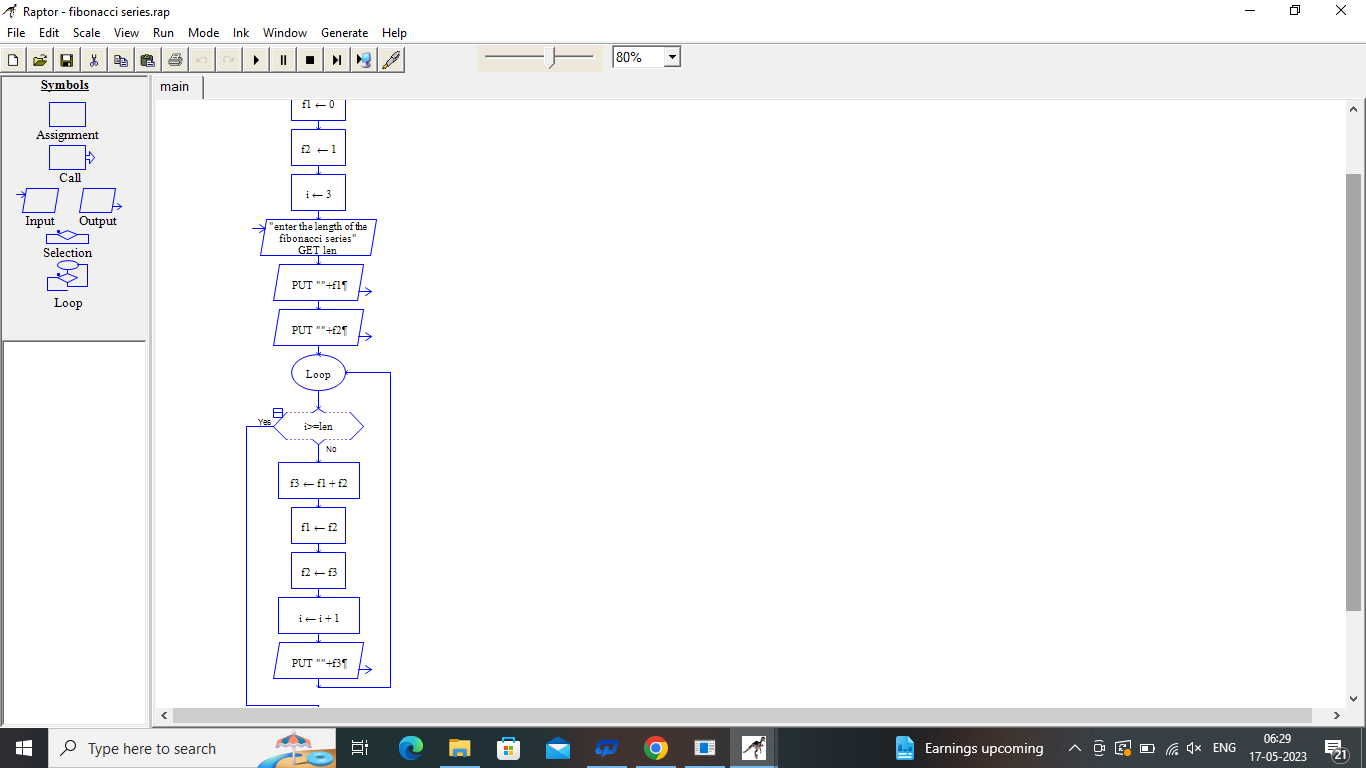 Raptor - fibonacci series.rap
File Edit Scale View Run Mode Ink Window Generate Help
80%
Symbols
Assignment
Call
Input Output
Selection
Loop
main
f1 ← 0
f2 ← 1
i ← 3
"enter the length of the
fibonacci series"
GET len
PUT ""+f1¶
PUT ""+f2¶
Loop
Yes
i>=len
No
f3 ← f1 + f2
f1 ← f2
f2 ← f3
i ← i + 1
PUT ""+f3¶
Type here to search
Earnings upcoming
ENG
06:29
17-05-2023
21